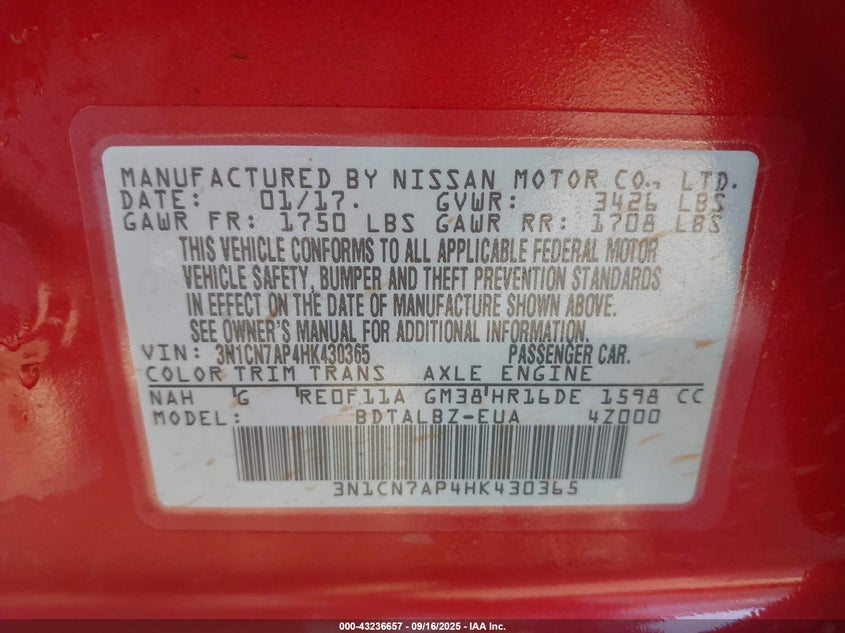 MANUFACTURED BY NISSAN MOTOR CO., LTD.
DATE: 01/17. GVWR: 3426 LBS
GAWR FR: 1750 LBS GAWR RR: 1708 LBS
THIS VEHICLE CONFORMS TO ALL APPLICABLE FEDERAL MOTOR
VEHICLE SAFETY, BUMPER AND THEFT PREVENTION STANDARDS
IN EFFECT ON THE DATE OF MANUFACTURE SHOWN ABOVE.
SEE OWNER'S MANUAL FOR ADDITIONAL INFORMATION.
VIN: 3N1CN7AP4HK430365 PASSENGER CAR.
COLOR TRIM TRANS AXLE ENGINE
NAH G RE0F11A GM38 HR16DE 1598 CC
MODEL: BDTALBZ-EUA 4Z000
3N1CN7AP4HK430365
000-43236657 - 09/16/2025 - IAA Inc.